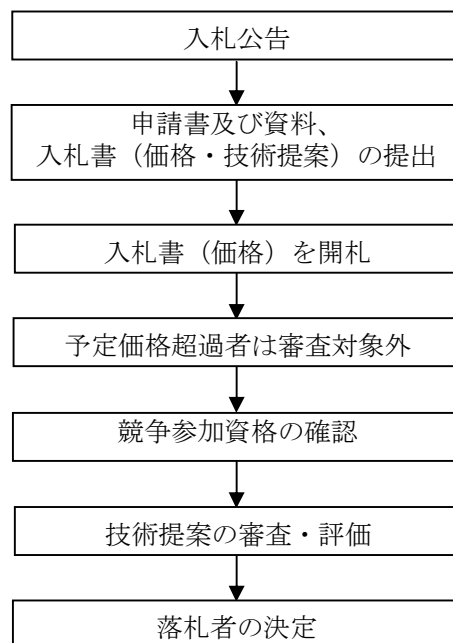 入札公告
申請書及び資料、
入札書（価格・技術提案）の提出
入札書（価格）を開札
予定価格超過者は審査対象外
競争参加資格の確認
技術提案の審査・評価
落札者の決定